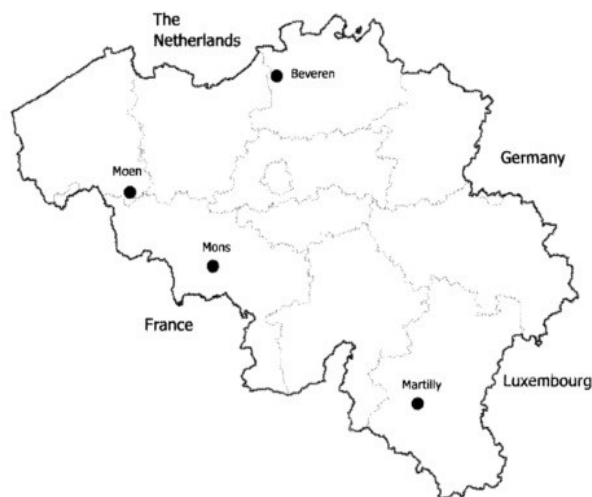 The
Netherlands
Beveren
Germany
Moen
Mons
France
Martilly
Luxembourg